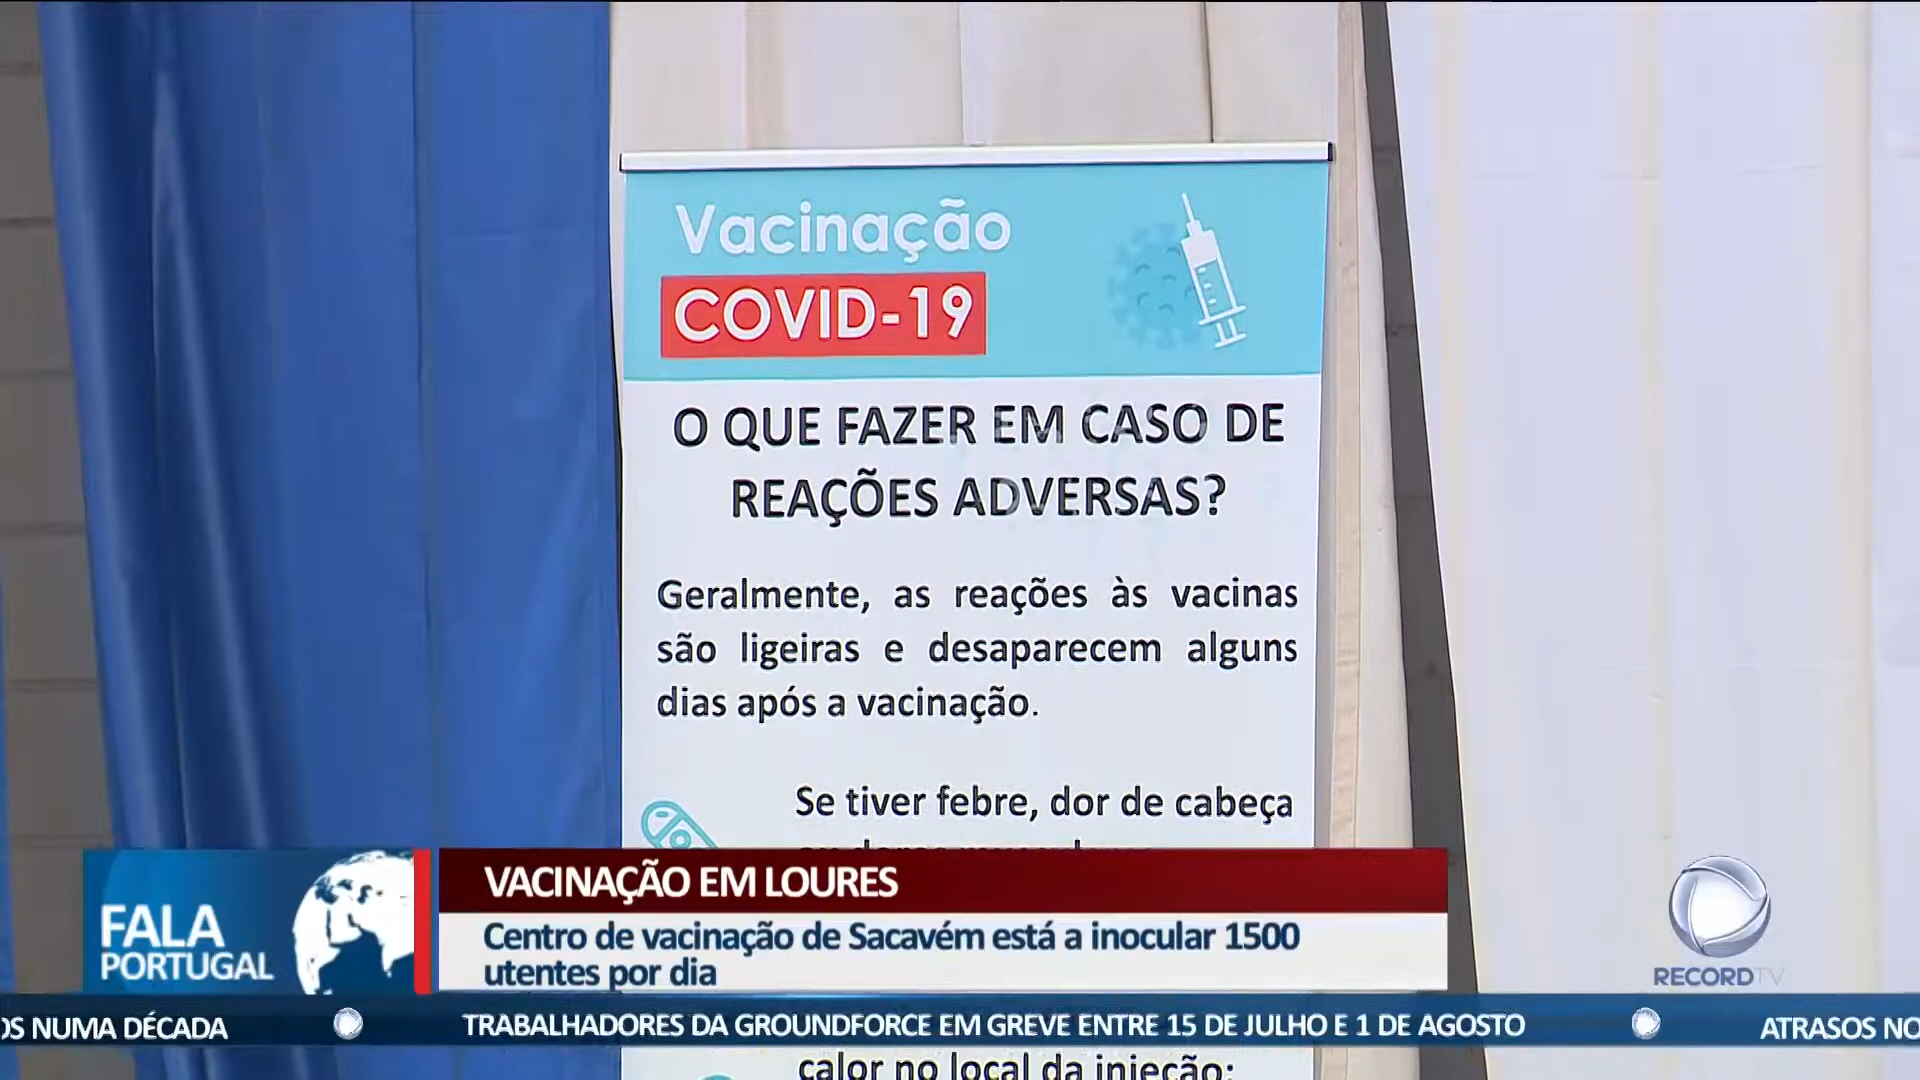 Vacinação
COVID-19
O QUE FAZER EM CASO DE
REAÇÕES ADVERSAS?
Geralmente, as reações às vacinas
são ligeiras e desaparecem alguns
dias após a vacinação.
Se tiver febre, dor de cabeça
VACINAÇÃO EM LOURES
Centro de vacinação de Sacavém está a inocular 1500
utentes por dia
FALA
PORTUGAL
RECORD TV
NUMA DÉCADA
TRABALHADORES DA GROUNDFORCE EM GREVE ENTRE 15 DE JULHO E 1 DE AGOSTO
ATRASOS
calor no local da injeção: